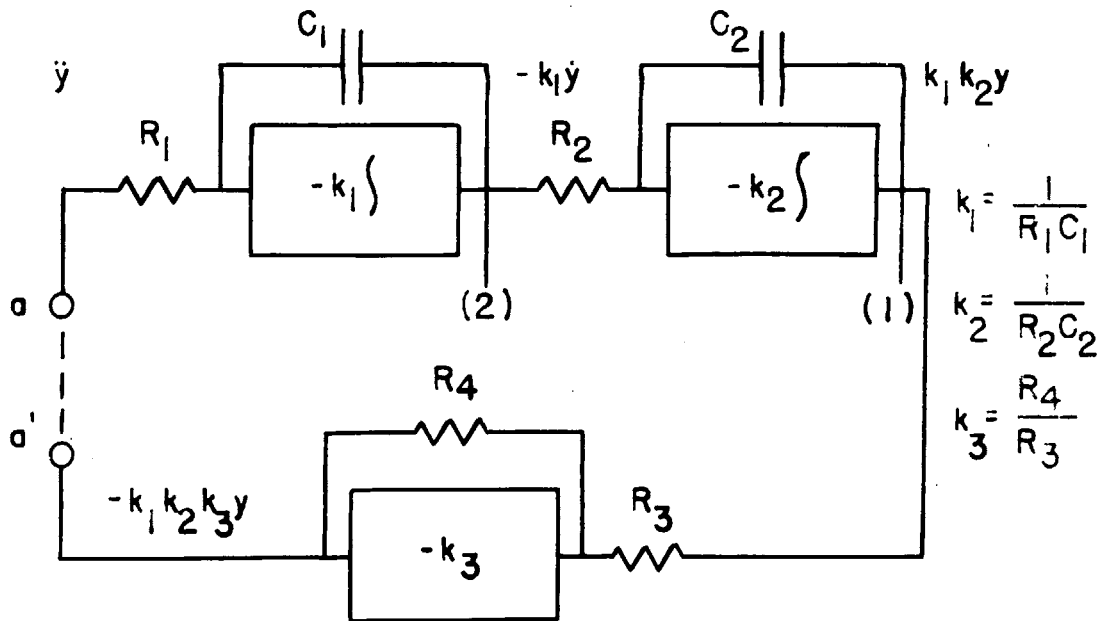 C1
C2
ÿ
-k1ẏ
k1k2y
R1
R2
-k1∫
-k2∫
k1 = 1/R1C1
a
(2)
(1)
k2 = 1/R2C2
R4
a'
k3 = R4/R3
-k1k2k3y
R3
-k3